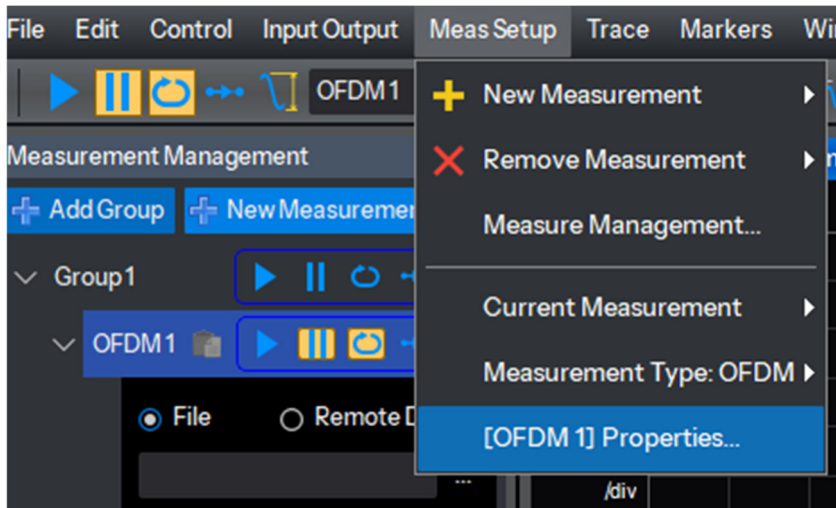 File Edit Control Input Output Meas Setup Trace Markers
OFDM1
New Measurement
Remove Measurement
Measure Management...
Current Measurement
Measurement Type: OFDM
[OFDM 1] Properties...
Measurement Management
Add Group New
Group1
OFDM1
File Remote
...
/div